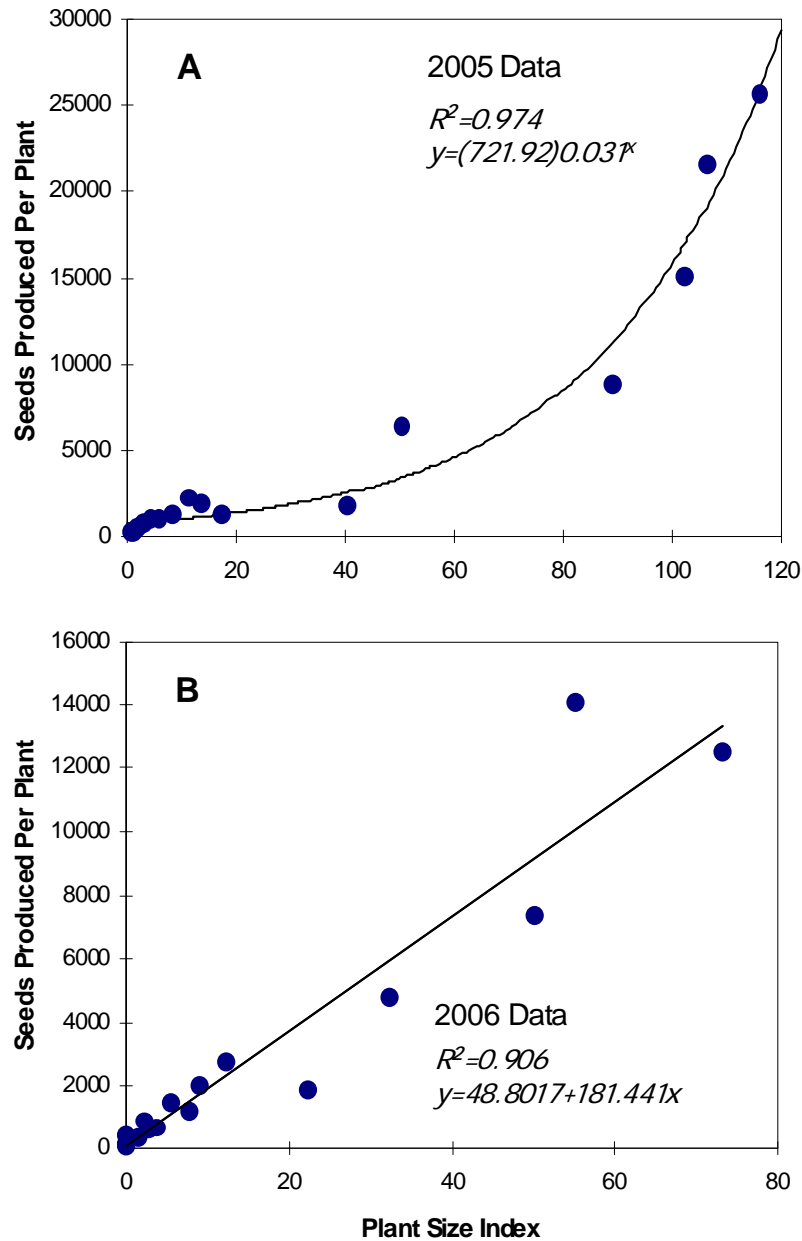 30000
25000
20000
15000
10000
5000
0
Seeds Produced Per Plant
A
2005 Data
R²=0.974
y=(721.92)0.031ˣ
0 20 40 60 80 100 120
16000
14000
12000
10000
8000
6000
4000
2000
0
Seeds Produced Per Plant
B
2006 Data
R²=0.906
y=48.8017+181.441x
0 20 40 60 80
Plant Size Index